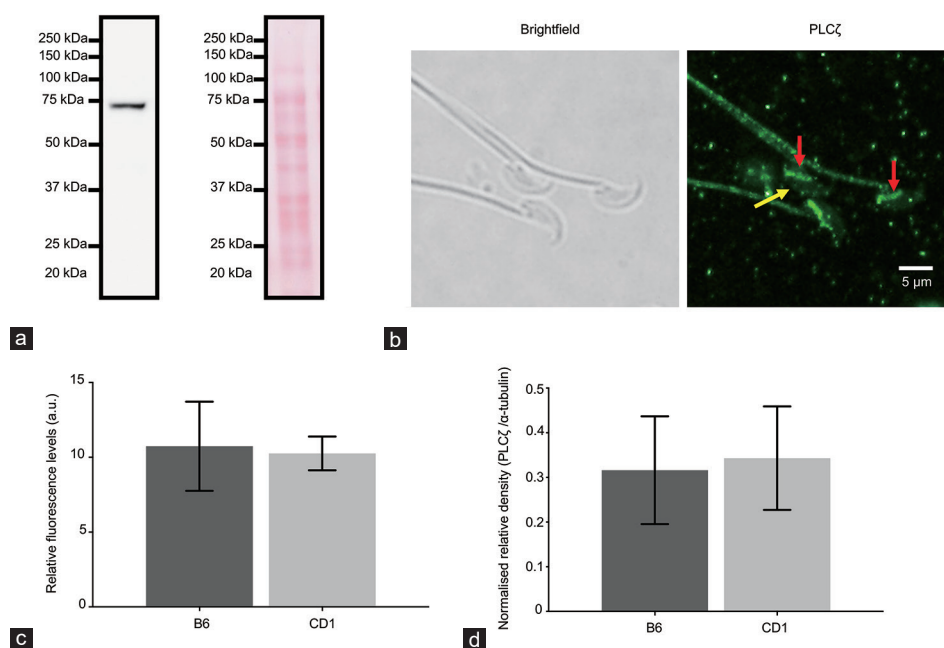 250 kDa
150 kDa
100 kDa
75 kDa
50 kDa
37 kDa
25 kDa
20 kDa
250 kDa
150 kDa
100 kDa
75 kDa
50 kDa
37 kDa
25 kDa
20 kDa
a
Brightfield
PLCζ
5 µm
b
Relative fluorescence levels (a.u.)
15
10
5
0
B6
CD1
c
Normalised relative density (PLCζ /α-tubulin)
0.5
0.4
0.3
0.2
0.1
0
B6
CD1
d